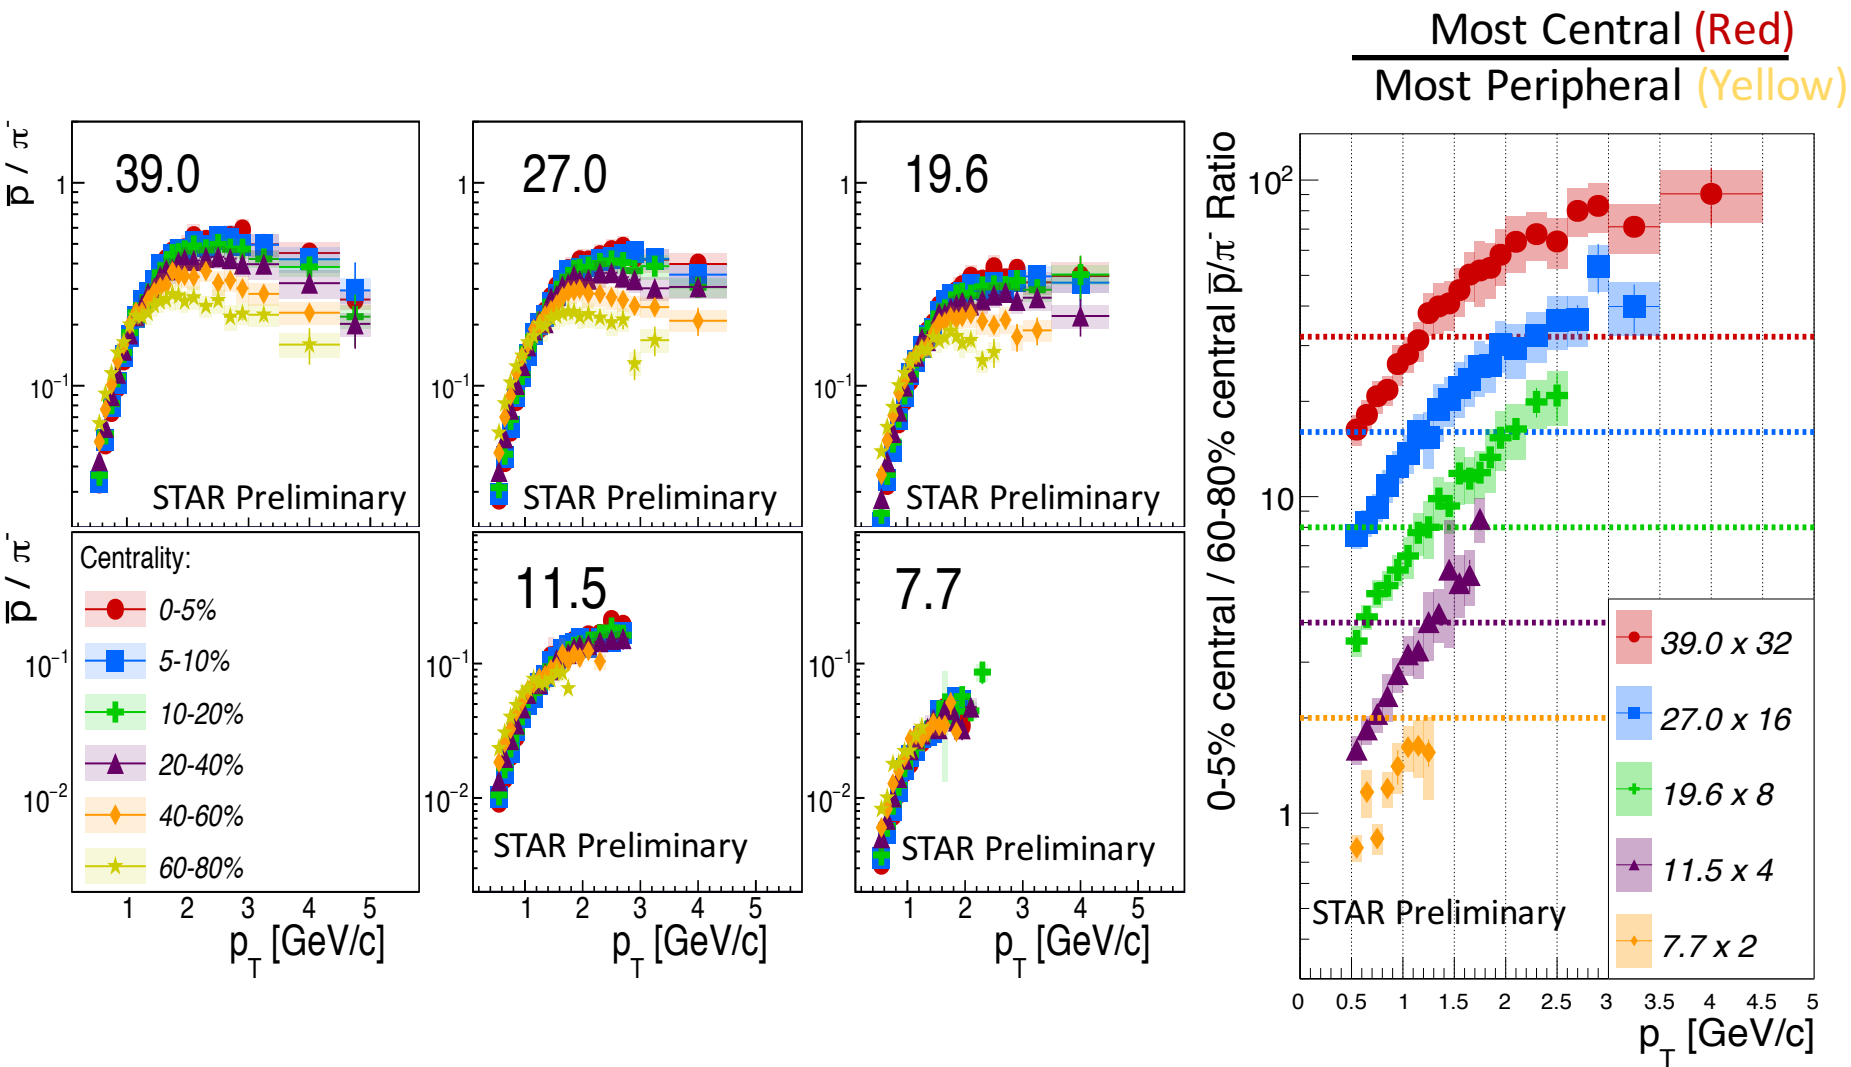 Most Central (Red)
Most Peripheral (Yellow)
p̅ / π⁻
39.0
1
10⁻¹
STAR Preliminary
27.0
1
10⁻¹
STAR Preliminary
19.6
1
10⁻¹
STAR Preliminary
p̅ / π⁻
Centrality:
0-5%
5-10%
10-20%
20-40%
40-60%
60-80%
10⁻¹
10⁻²
1 2 3 4 5
p_T [GeV/c]
11.5
10⁻¹
10⁻²
STAR Preliminary
1 2 3 4 5
p_T [GeV/c]
7.7
10⁻¹
10⁻²
STAR Preliminary
1 2 3 4 5
p_T [GeV/c]
0-5% central / 60-80% central p̅/π⁻ Ratio
10²
10
1
39.0 x 32
27.0 x 16
19.6 x 8
11.5 x 4
7.7 x 2
STAR Preliminary
0 0.5 1 1.5 2 2.5 3 3.5 4 4.5 5
p_T [GeV/c]